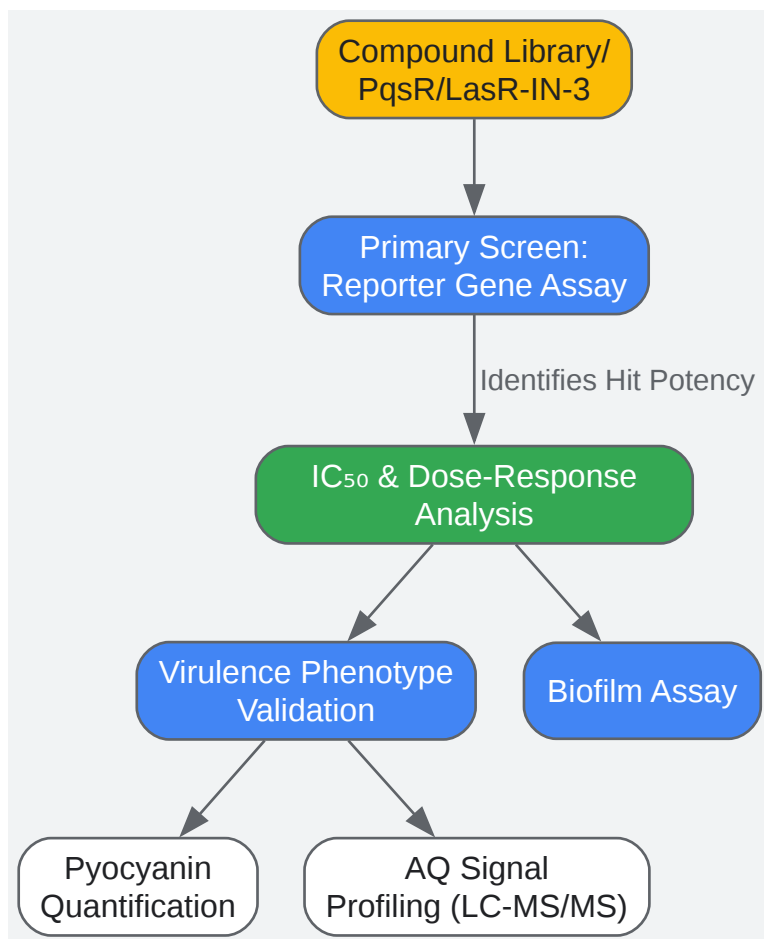 Compound Library/
PqsR/LasR-IN-3
Primary Screen:
Reporter Gene Assay
Identifies Hit Potency
IC₅₀ & Dose-Response
Analysis
Virulence Phenotype
Validation
Biofilm Assay
Pyocyanin
Quantification
AQ Signal
Profiling (LC-MS/MS)